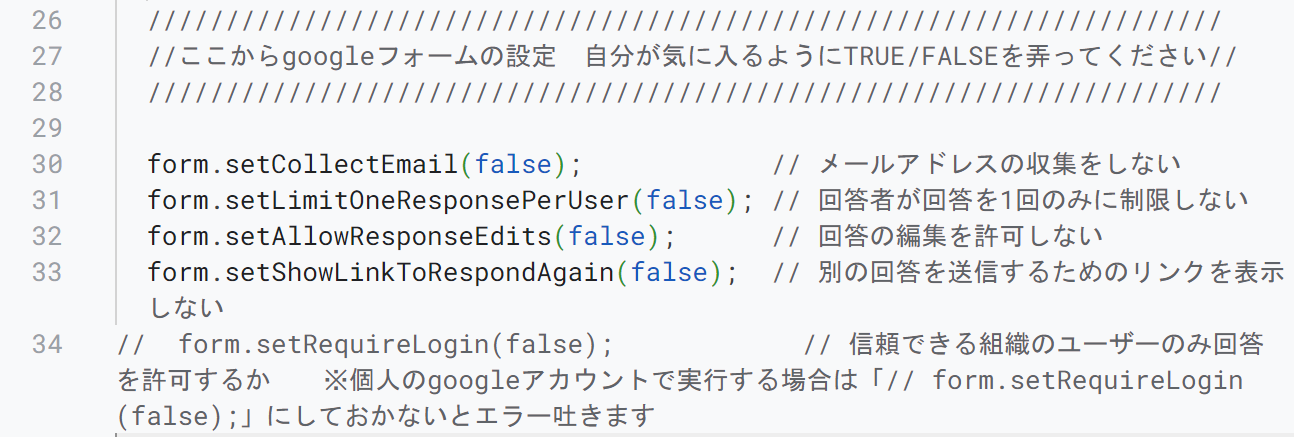 26 /////////////////////////////////////////////////////////////////////
27 //ここからgoogleフォームの設定　自分が気に入るようにTRUE/FALSEを弄ってください//
28 /////////////////////////////////////////////////////////////////////
29
30 form.setCollectEmail(false);            // メールアドレスの収集をしない
31 form.setLimitOneResponsePerUser(false); // 回答者が回答を1回のみに制限しない
32 form.setAllowResponseEdits(false);      // 回答の編集を許可しない
33 form.setShowLinkToRespondAgain(false);  // 別の回答を送信するためのリンクを表示
しない
34 //  form.setRequireLogin(false);            // 信頼できる組織のユーザーのみ回答
を許可するか　　※個人のgoogleアカウントで実行する場合は「// form.setRequireLogin
(false);」にしておかないとエラー吐きます